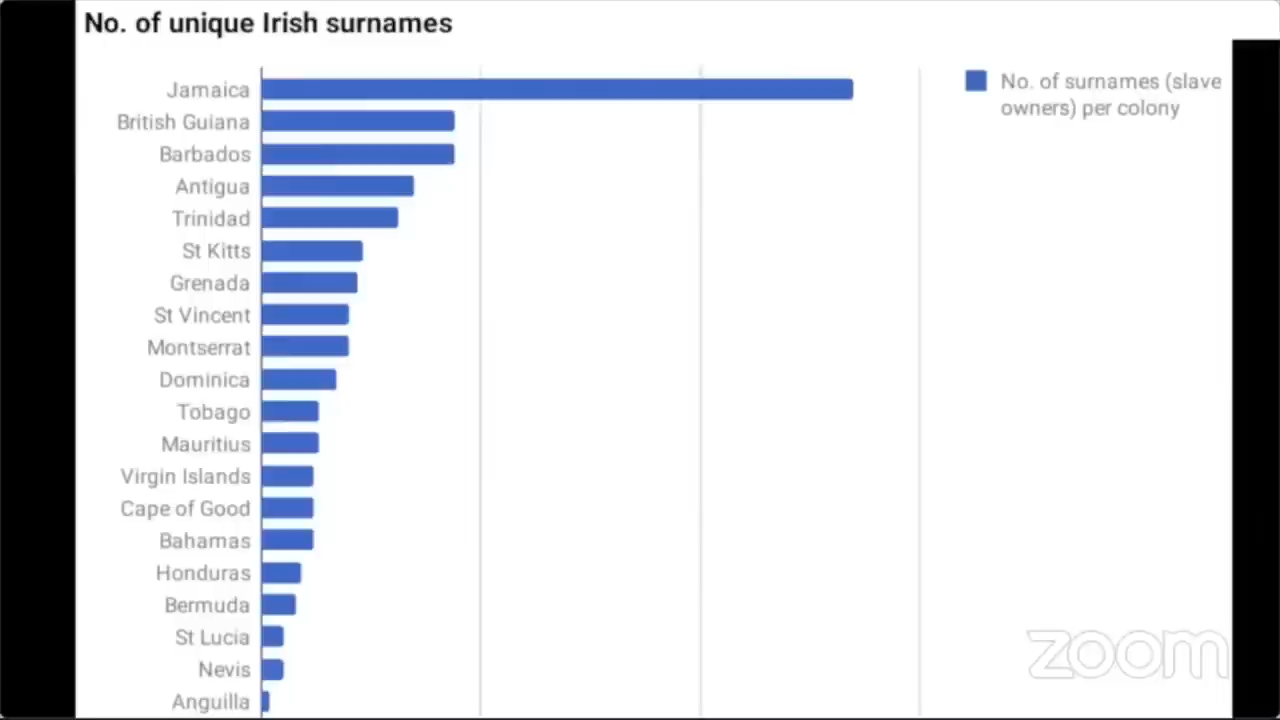 No. of unique Irish surnames
Jamaica
British Guiana
Barbados
Antigua
Trinidad
St Kitts
Grenada
St Vincent
Montserrat
Dominica
Tobago
Mauritius
Virgin Islands
Cape of Good
Bahamas
Honduras
Bermuda
St Lucia
Nevis
Anguilla
No. of surnames (slave
owners) per colony
zoom